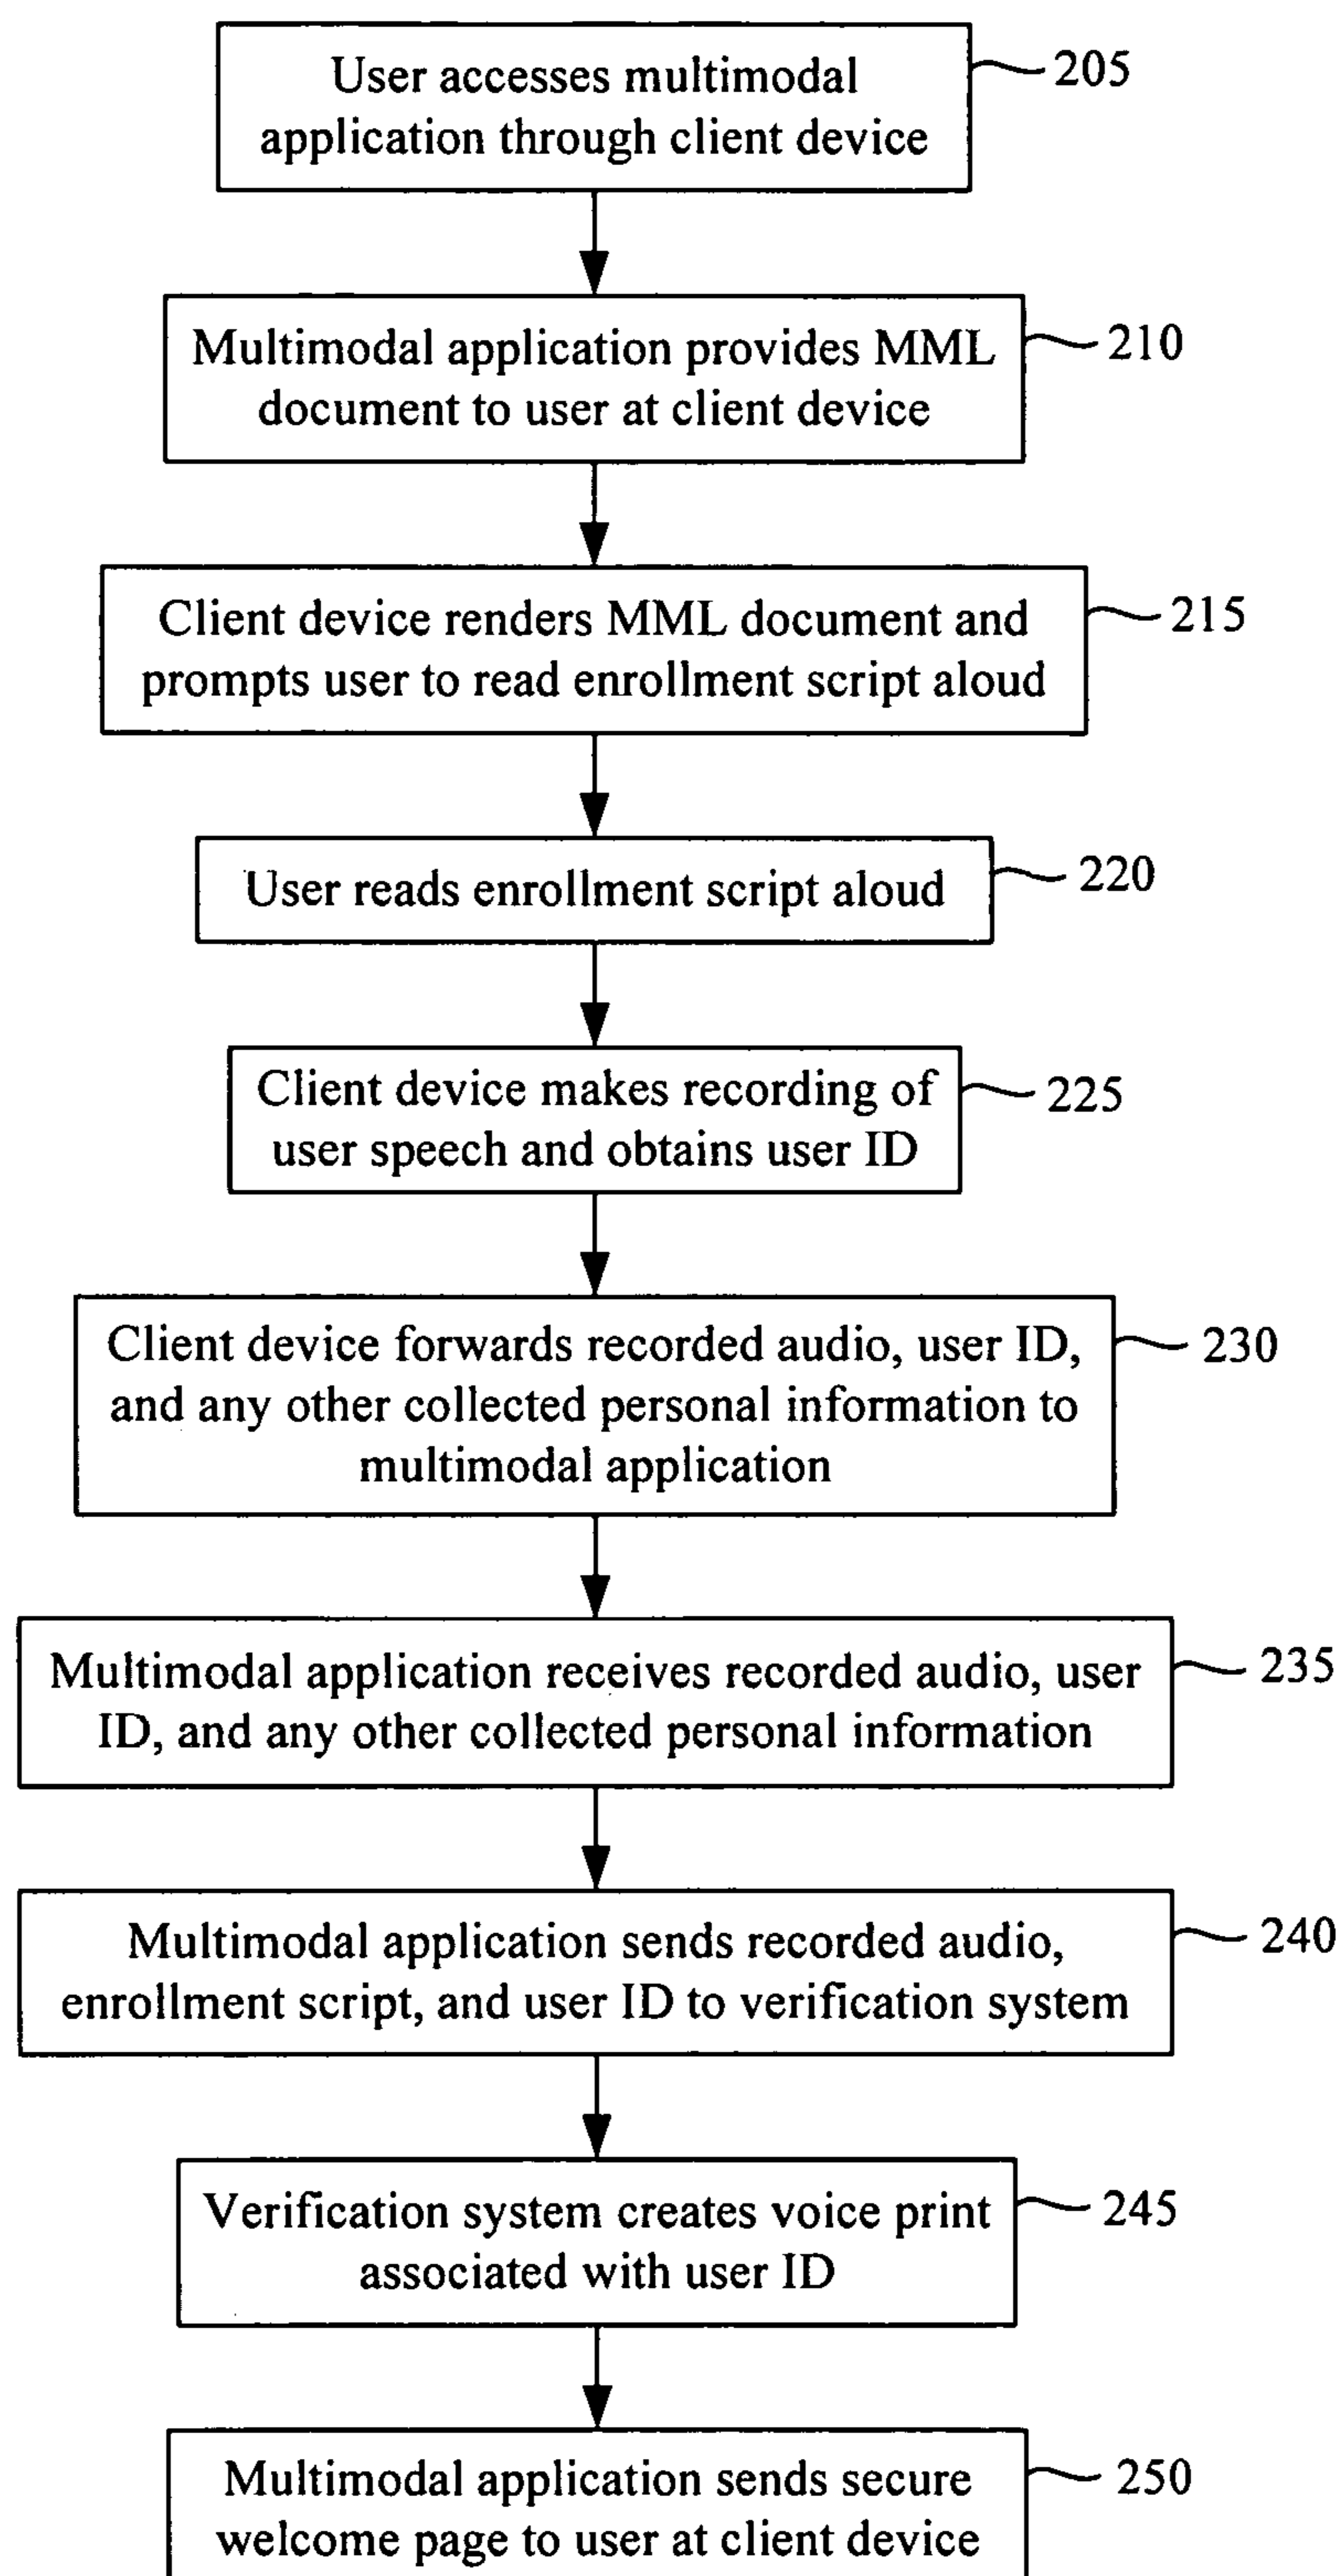 User accesses multimodal
application through client device
205
Multimodal application provides MML
document to user at client device
210
Client device renders MML document and
prompts user to read enrollment script aloud
215
User reads enrollment script aloud
220
Client device makes recording of
user speech and obtains user ID
225
Client device forwards recorded audio, user ID,
and any other collected personal information to
multimodal application
230
Multimodal application receives recorded audio, user
ID, and any other collected personal information
235
Multimodal application sends recorded audio,
enrollment script, and user ID to verification system
240
Verification system creates voice print
associated with user ID
245
Multimodal application sends secure
welcome page to user at client device
250